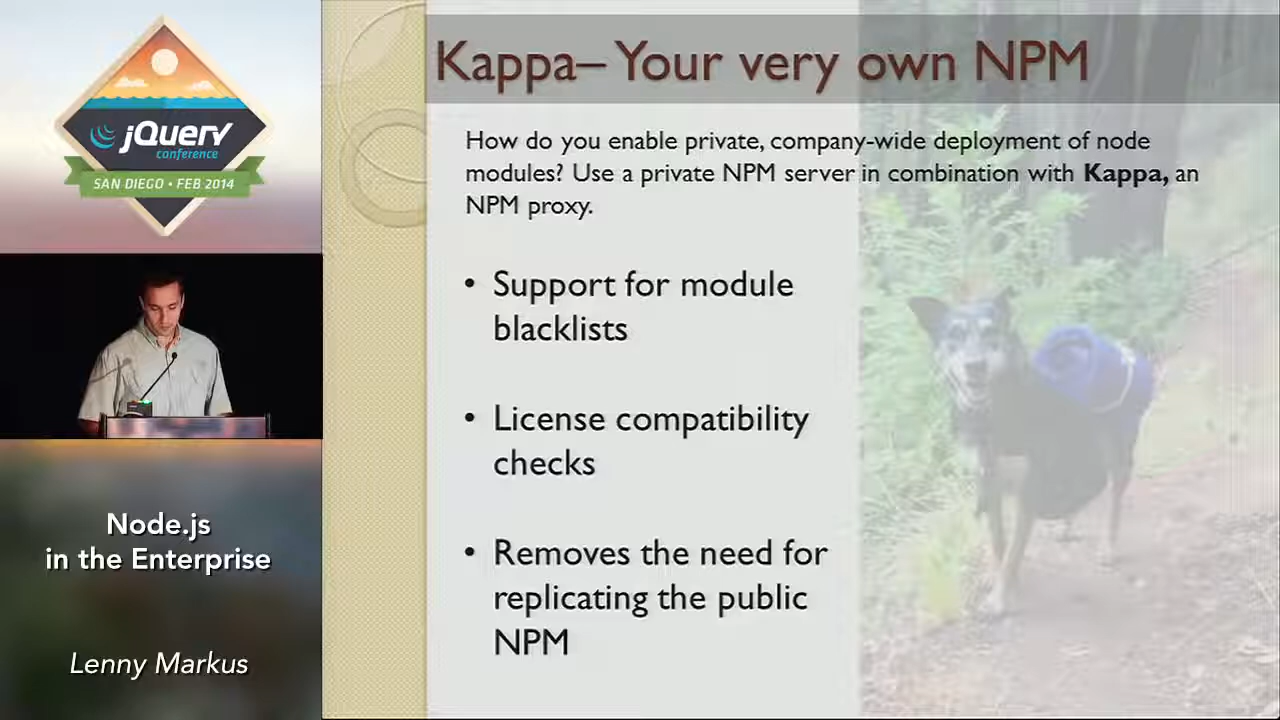 jQuery
conference
SAN DIEGO • FEB 2014
Node.js
in the Enterprise
Lenny Markus
Kappa– Your very own NPM
How do you enable private, company-wide deployment of node
modules? Use a private NPM server in combination with Kappa, an
NPM proxy.
• Support for module
blacklists
• License compatibility
checks
• Removes the need for
replicating the public
NPM